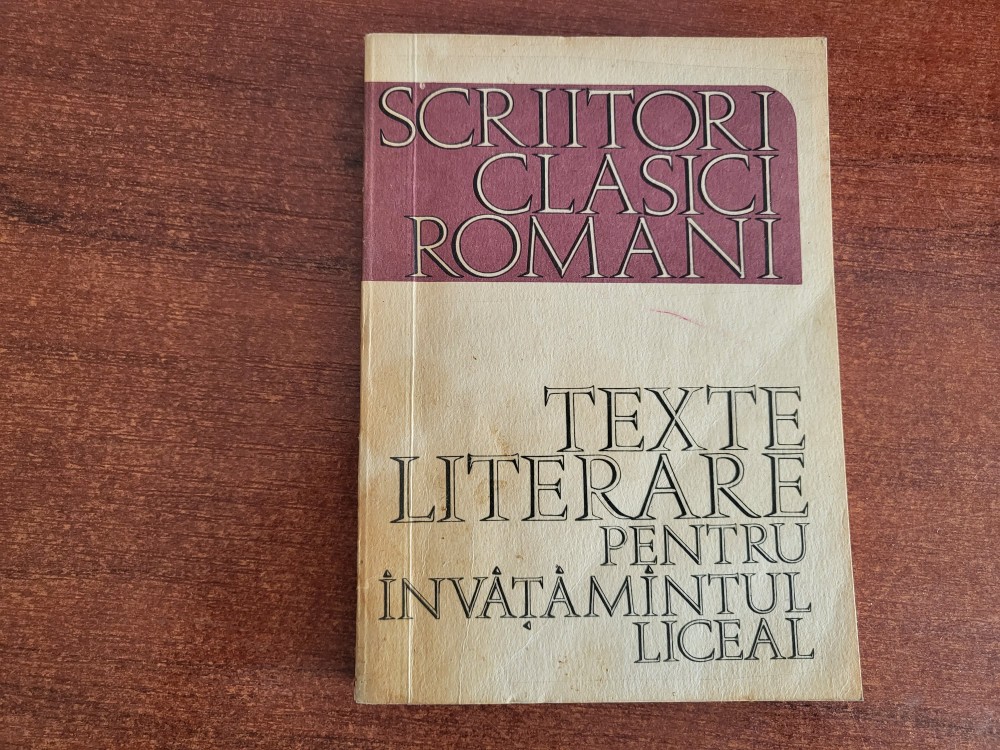 SCRIITORI
CLASICI
ROMANI
TEXTE
LITERARE
PENTRU
ÎNVĂȚĂMÎNTUL
LICEAL